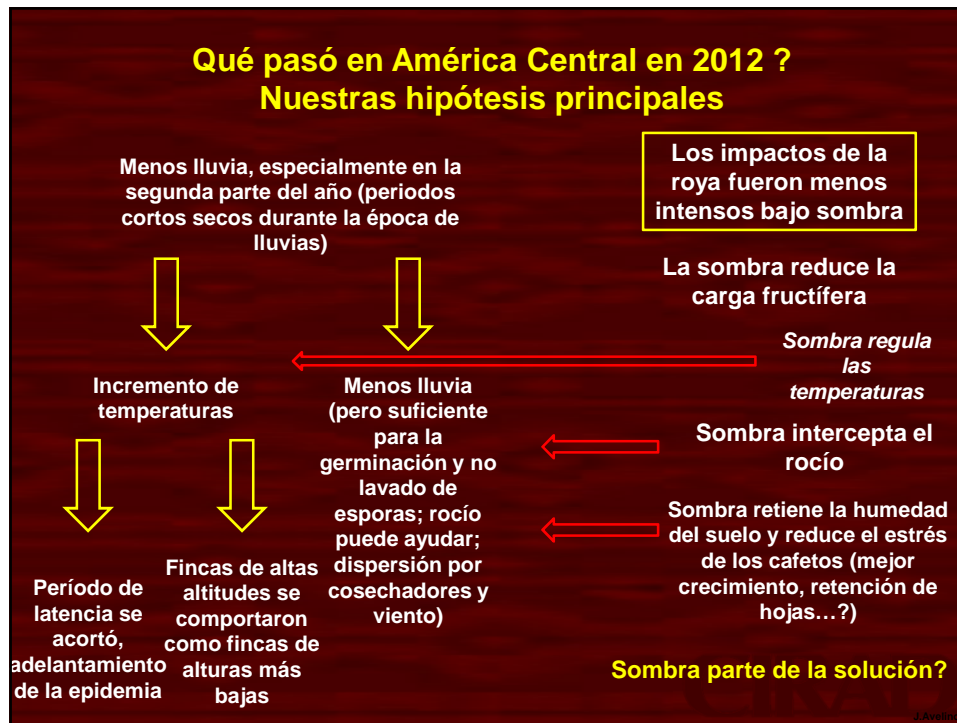 Qué pasó en América Central en 2012 ?
Nuestras hipótesis principales
Menos lluvia, especialmente en la
segunda parte del año (periodos
cortos secos durante la época de
lluvias)
Incremento de
temperaturas
Menos lluvia
(pero suficiente
para la
germinación y no
lavado de
esporas; rocío
puede ayudar;
dispersión por
cosechadores y
viento)
Período de
latencia se
acortó,
adelantamiento
de la epidemia
Fincas de altas
altitudes se
comportaron
como fincas de
alturas más
bajas
Los impactos de la
roya fueron menos
intensos bajo sombra
La sombra reduce la
carga fructífera
Sombra regula
las
temperaturas
Sombra intercepta el
rocío
Sombra retiene la humedad
del suelo y reduce el estrés
de los cafetos (mejor
crecimiento, retención de
hojas…?)
Sombra parte de la solución?
CIRAD
J.Avelino